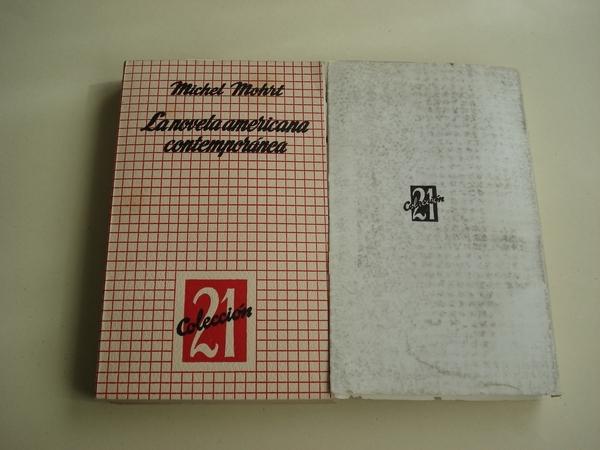 Michel Mohrt
La novela americana
contemporánea
21
Colección
21
Colección